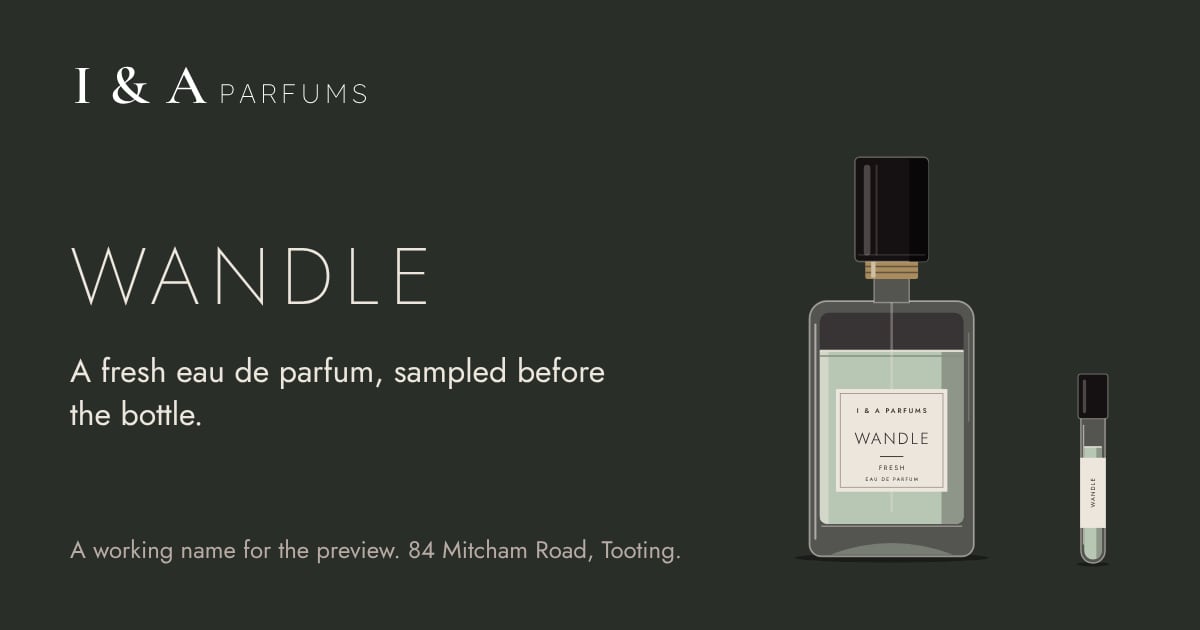 I & A PARFUMS
WANDLE
A fresh eau de parfum, sampled before
the bottle.
A working name for the preview. 84 Mitcham Road, Tooting.
I & A PARFUMS
WANDLE
FRESH
EAU DE PARFUM
WANDLE